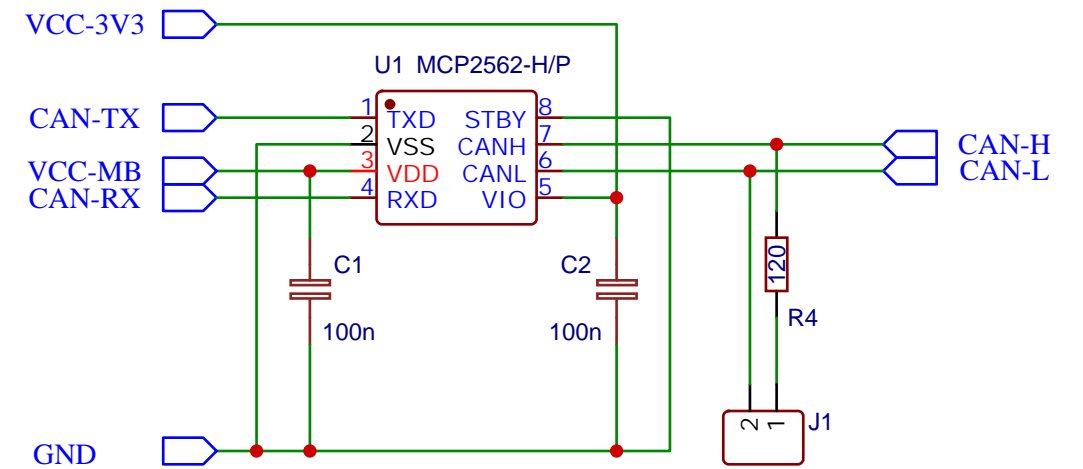 VCC-3V3
U1 MCP2562-H/P
CAN-TX
1 TXD STBY 8
2 VSS CANH 7
CAN-H
VCC-MB
3 VDD CANL 6
CAN-L
CAN-RX
4 RXD VIO 5
C1
C2
120
R4
100n
100n
2 1
J1
GND